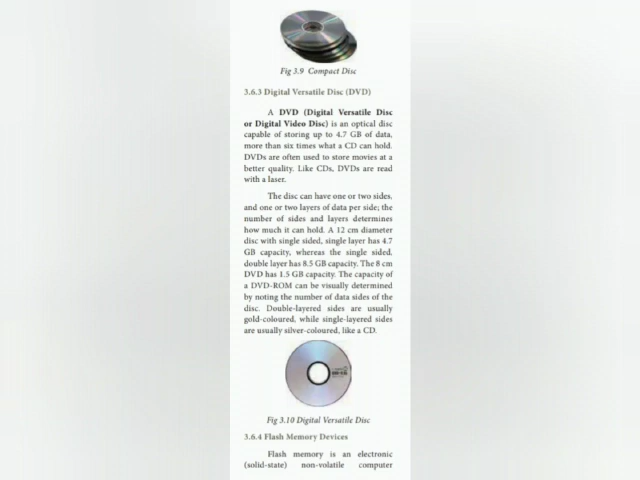 Fig 3.9 Compact Disc
3.6.3 Digital Versatile Disc (DVD)
A DVD (Digital Versatile Disc
or Digital Video Disc) is an optical disc
capable of storing up to 4.7 GB of data,
more than six times what a CD can hold.
DVDs are often used to store movies at a
better quality. Like CDs, DVDs are read
with a laser.
The disc can have one or two sides,
and one or two layers of data per side; the
number of sides and layers determines
how much it can hold. A 12 cm diameter
disc with single sided, single layer has 4.7
GB capacity, whereas the single sided,
double layer has 8.5 GB capacity. The 8 cm
DVD has 1.5 GB capacity. The capacity of
a DVD-ROM can be visually determined
by noting the number of data sides of the
disc. Double-layered sides are usually
gold-coloured, while single-layered sides
are usually silver-coloured, like a CD.
Fig 3.10 Digital Versatile Disc
3.6.4 Flash Memory Devices
Flash memory is an electronic
(solid-state) non-volatile computer